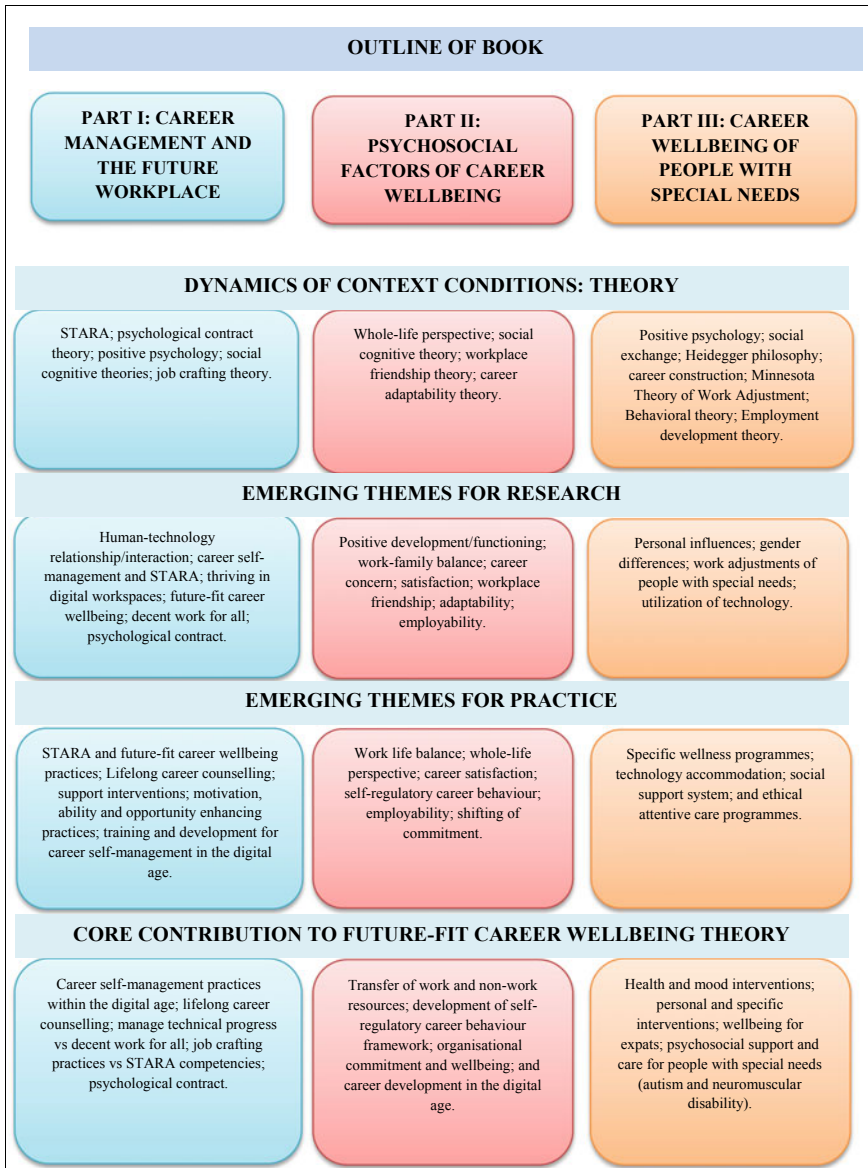 OUTLINE OF BOOK
PART I: CAREER
MANAGEMENT AND
THE FUTURE
WORKPLACE
PART II:
PSYCHOSOCIAL
FACTORS OF CAREER
WELLBEING
PART III: CAREER
WELLBEING OF
PEOPLE WITH
SPECIAL NEEDS
DYNAMICS OF CONTEXT CONDITIONS: THEORY
STARA; psychological contract
theory; positive psychology; social
cognitive theories; job crafting theory.
Whole-life perspective; social
cognitive theory; workplace
friendship theory; career
adaptability theory.
Positive psychology; social
exchange; Heidegger philosophy;
career construction; Minnesota
Theory of Work Adjustment;
Behavioral theory; Employment
development theory.
EMERGING THEMES FOR RESEARCH
Human-technology
relationship/interaction; career self-
management and STARA; thriving in
digital workspaces; future-fit career
wellbeing; decent work for all;
psychological contract.
Positive development/functioning;
work-family balance; career
concern; satisfaction; workplace
friendship; adaptability;
employability.
Personal influences; gender
differences; work adjustments of
people with special needs;
utilization of technology.
EMERGING THEMES FOR PRACTICE
STARA and future-fit career wellbeing
practices; Lifelong career counselling;
support interventions; motivation,
ability and opportunity enhancing
practices; training and development for
career self-management in the digital
age.
Work life balance; whole-life
perspective; career satisfaction;
self-regulatory career behaviour;
employability; shifting of
commitment.
Specific wellness programmes;
technology accommodation; social
support system; and ethical
attentive care programmes.
CORE CONTRIBUTION TO FUTURE-FIT CAREER WELLBEING THEORY
Career self-management practices
within the digital age; lifelong career
counselling; manage technical progress
vs decent work for all; job crafting
practices vs STARA competencies;
psychological contract.
Transfer of work and non-work
resources; development of self-
regulatory career behaviour
framework; organisational
commitment and wellbeing; and
career development in the digital
age.
Health and mood interventions;
personal and specific
interventions; wellbeing for
expats; psychosocial support and
care for people with special needs
(autism and neuromuscular
disability).